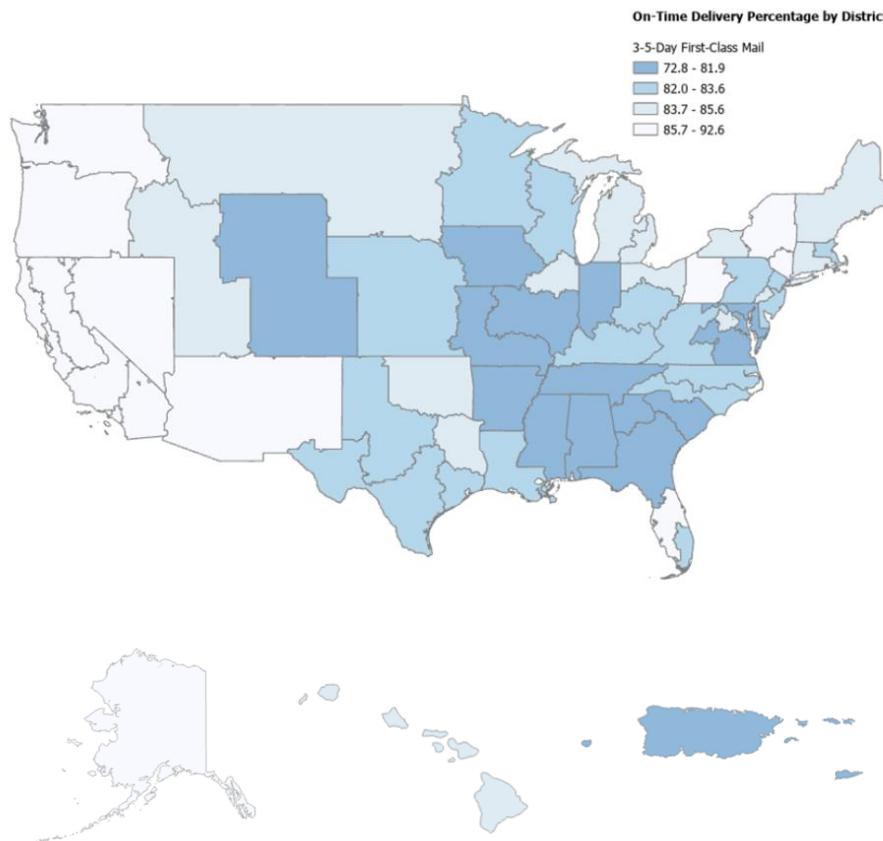 On-Time Delivery Percentage by Distric
3-5-Day First-Class Mail
72.8 - 81.9
82.0 - 83.6
83.7 - 85.6
85.7 - 92.6